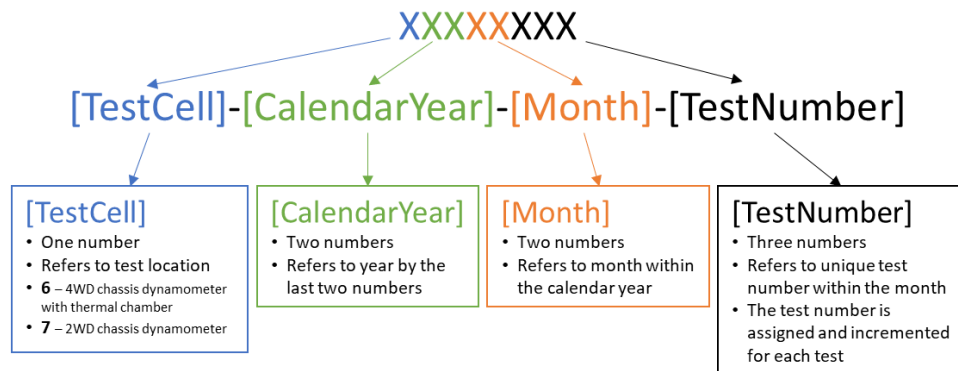 XXXXXXXX
[TestCell]-[CalendarYear]-[Month]-[TestNumber]
[TestCell]
• One number
• Refers to test location
• 6 – 4WD chassis dynamometer
with thermal chamber
• 7 – 2WD chassis dynamometer
[CalendarYear]
• Two numbers
• Refers to year by the
last two numbers
[Month]
• Two numbers
• Refers to month within
the calendar year
[TestNumber]
• Three numbers
• Refers to unique test
number within the month
• The test number is
assigned and incremented
for each test